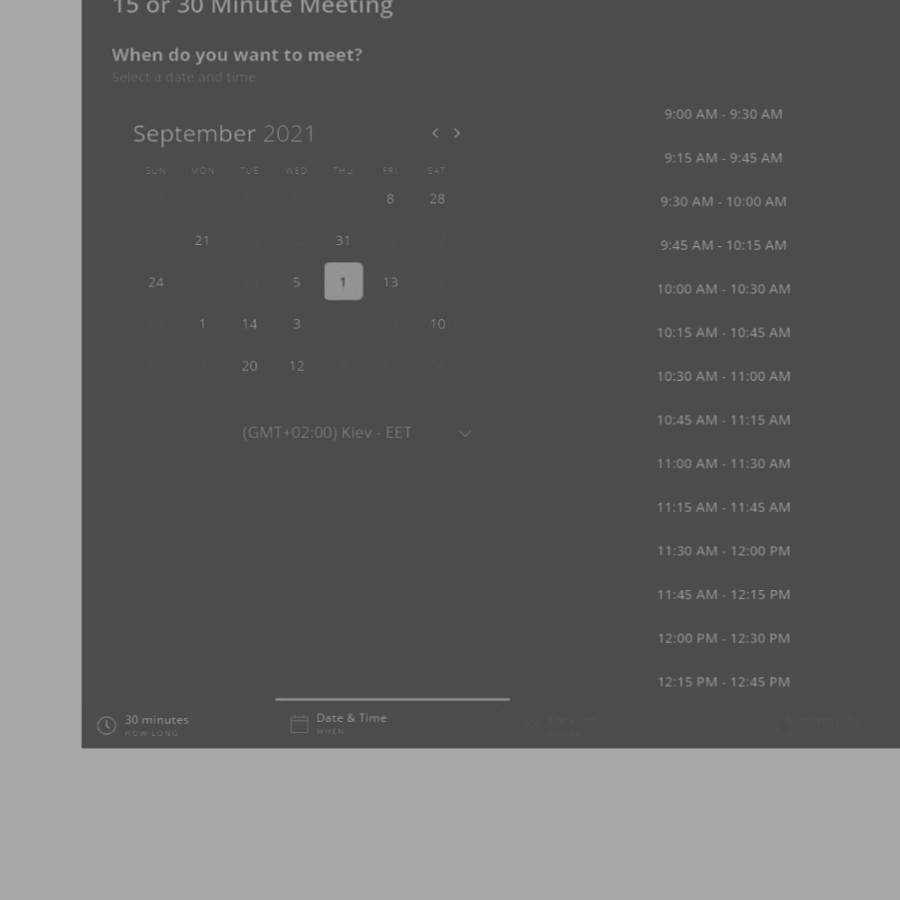 15 or 30 Minute Meeting
When do you want to meet?
Select a date and time
September 2021
SUN MON TUE WED THU FRI SAT
8 28
21 31
24 5 1 13
1 14 3 10
20 12
(GMT+02:00) Kiev - EET
9:00 AM - 9:30 AM
9:15 AM - 9:45 AM
9:30 AM - 10:00 AM
9:45 AM - 10:15 AM
10:00 AM - 10:30 AM
10:15 AM - 10:45 AM
10:30 AM - 11:00 AM
10:45 AM - 11:15 AM
11:00 AM - 11:30 AM
11:15 AM - 11:45 AM
11:30 AM - 12:00 PM
11:45 AM - 12:15 PM
12:00 PM - 12:30 PM
12:15 PM - 12:45 PM
30 minutes
HOW LONG
Date & Time
WHEN
Confirm Info